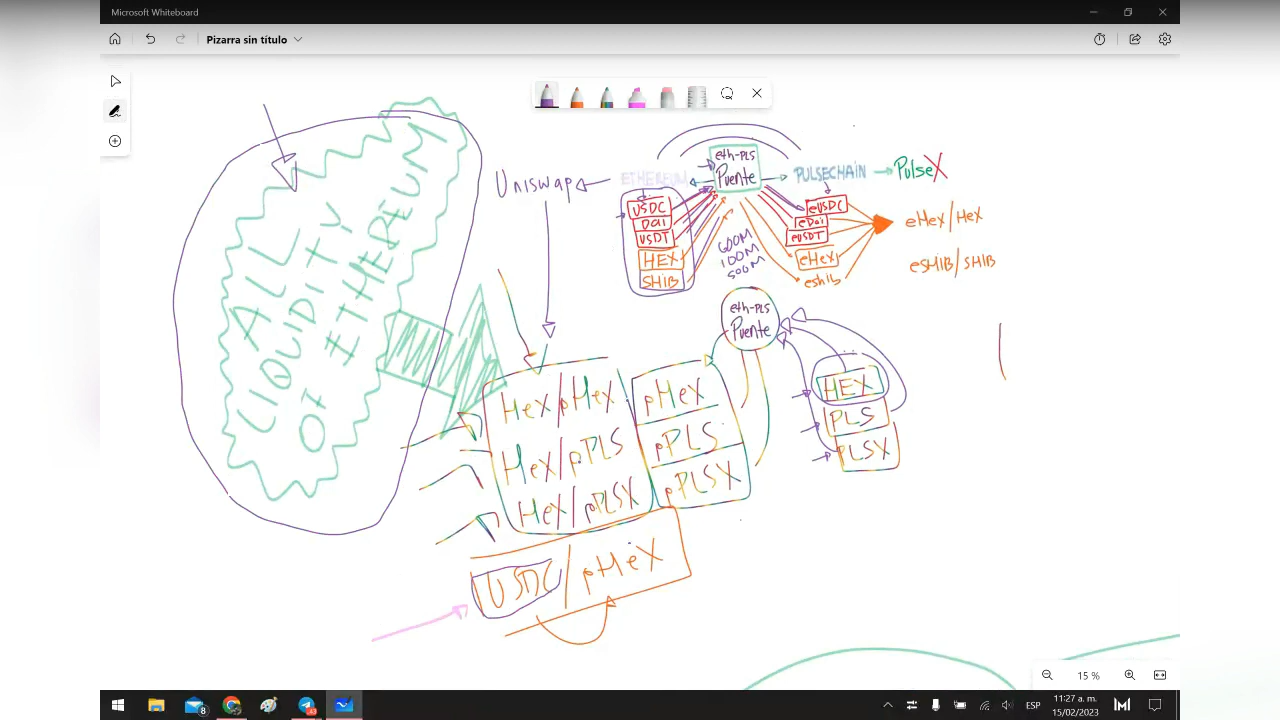 Microsoft Whiteboard
Pizarra sin título
ALL
LIQUIDITY
OF ETHEREUM
Uniswap
ETHEREUM
eth-PLS
Puente
PULSECHAIN
PulseX
USDC
Dai
USDT
HEX
SHIB
600M
100M
500M
eUSDC
eDai
eUSDT
eHex
eshib
eHex/Hex
eSHIB/SHIB
eth-PLS
Puente
HEX
PLS
PLSX
Hex/pHex
Hex/pPLS
Hex/pPLSX
pHex
pPLS
pPLSX
USDC/pHeX
15 %
8
ESP
11:27 a. m.
15/02/2023